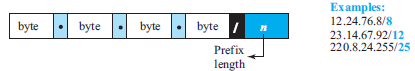 byte • byte • byte • byte / n
Prefix
length
Examples:
12.24.76.8/8
23.14.67.92/12
220.8.24.255/25